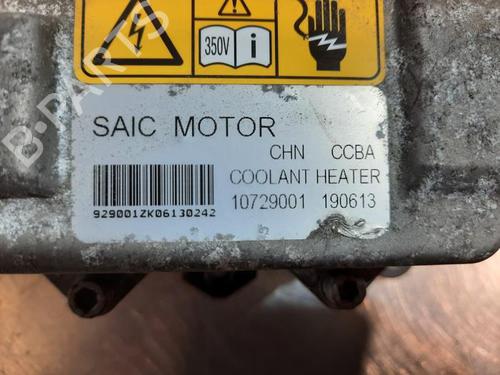 350V i
SAIC MOTOR
CHN CCBA
COOLANT HEATER
10729001 190613
929001ZK06130242
B-PARTS